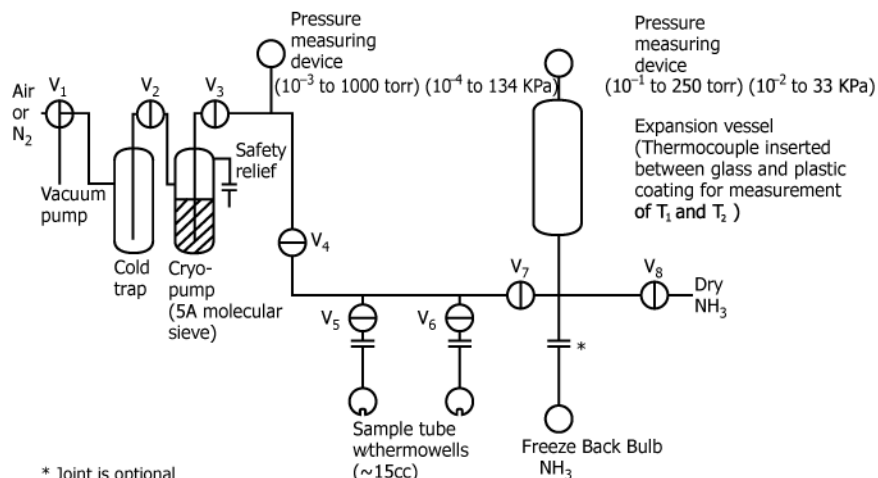 Pressure
measuring
device
(10⁻³ to 1000 torr) (10⁻⁴ to 134 KPa)
Pressure
measuring
device
(10⁻¹ to 250 torr) (10⁻² to 33 KPa)
Air
or
N₂
V₁
V₂
V₃
Safety
relief
Vacuum
pump
Cold
trap
Cryo-
pump
(5A molecular
sieve)
Expansion vessel
(Thermocouple inserted
between glass and plastic
coating for measurement
of T₁ and T₂ )
V₄
V₅
V₆
V₇
V₈
Dry
NH₃
*
Sample tube
w/thermowells
(~15cc)
Freeze Back Bulb
NH₃
* Joint is optional